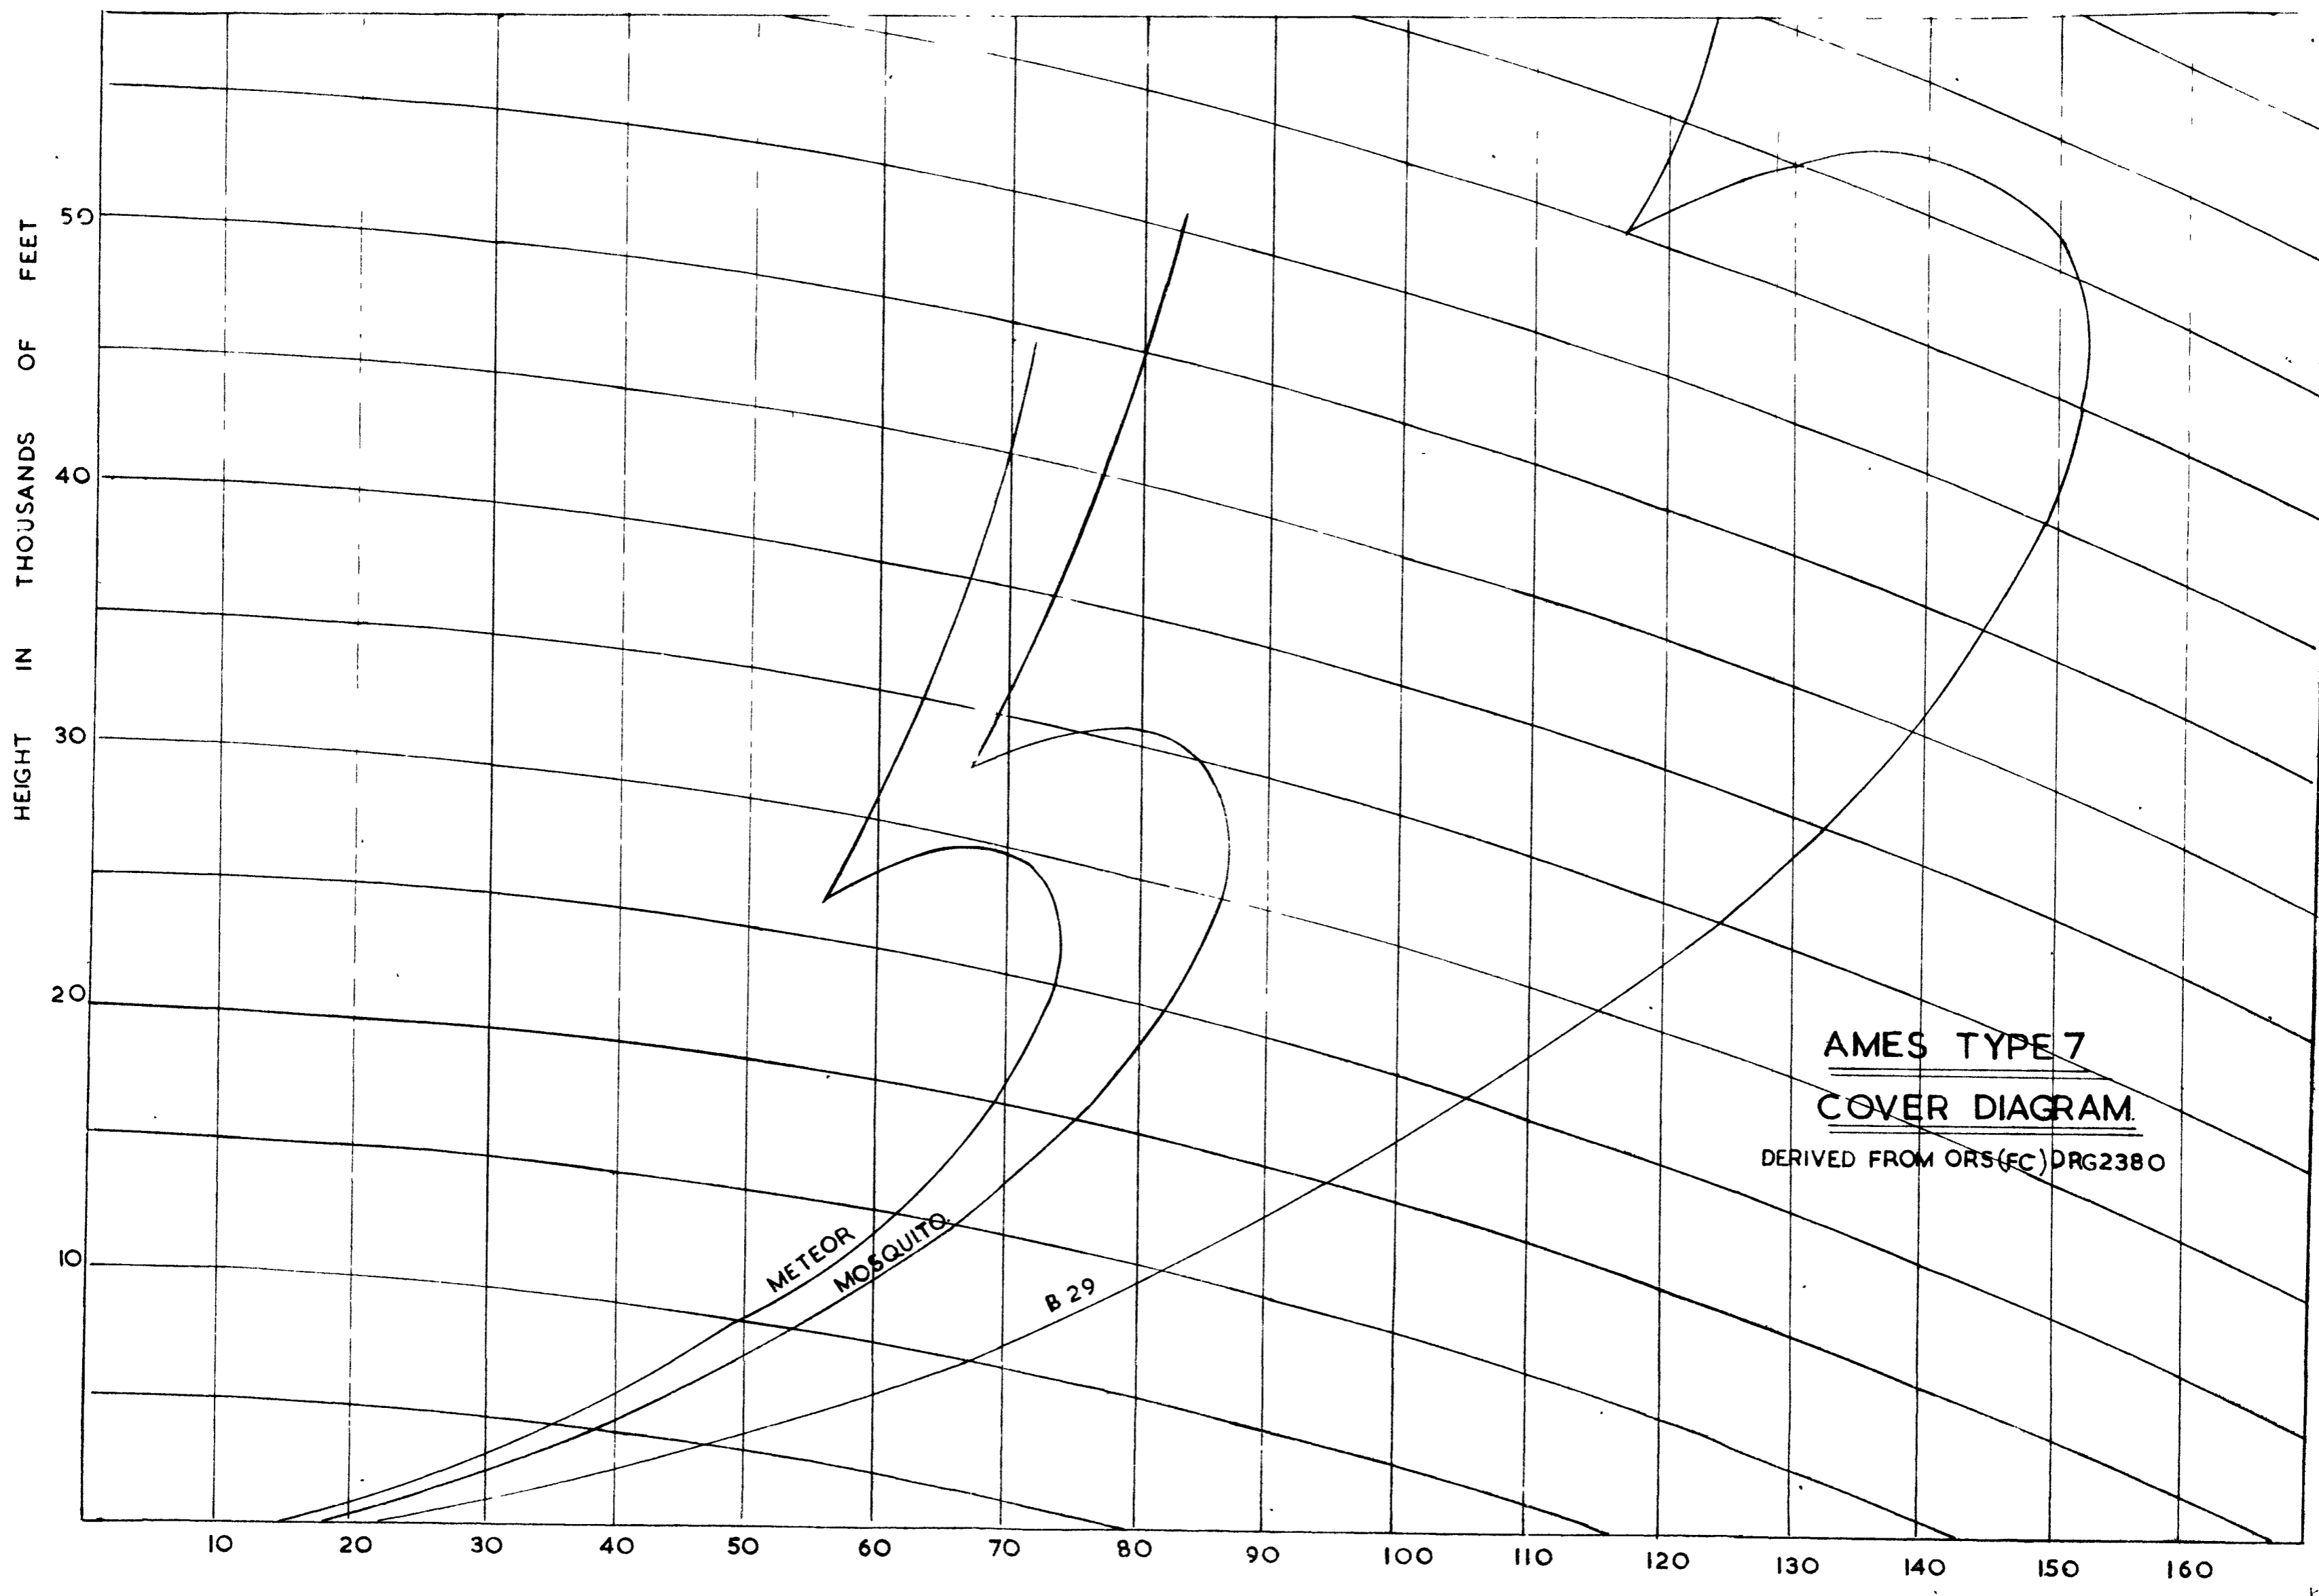 HEIGHT IN THOUSANDS OF FEET
50
40
30
20
10
METEOR
MOSQUITO.
B 29
AMES TYPE 7
COVER DIAGRAM.
DERIVED FROM ORS(FC)DRG2380
10 20 30 40 50 60 70 80 90 100 110 120 130 140 150 160